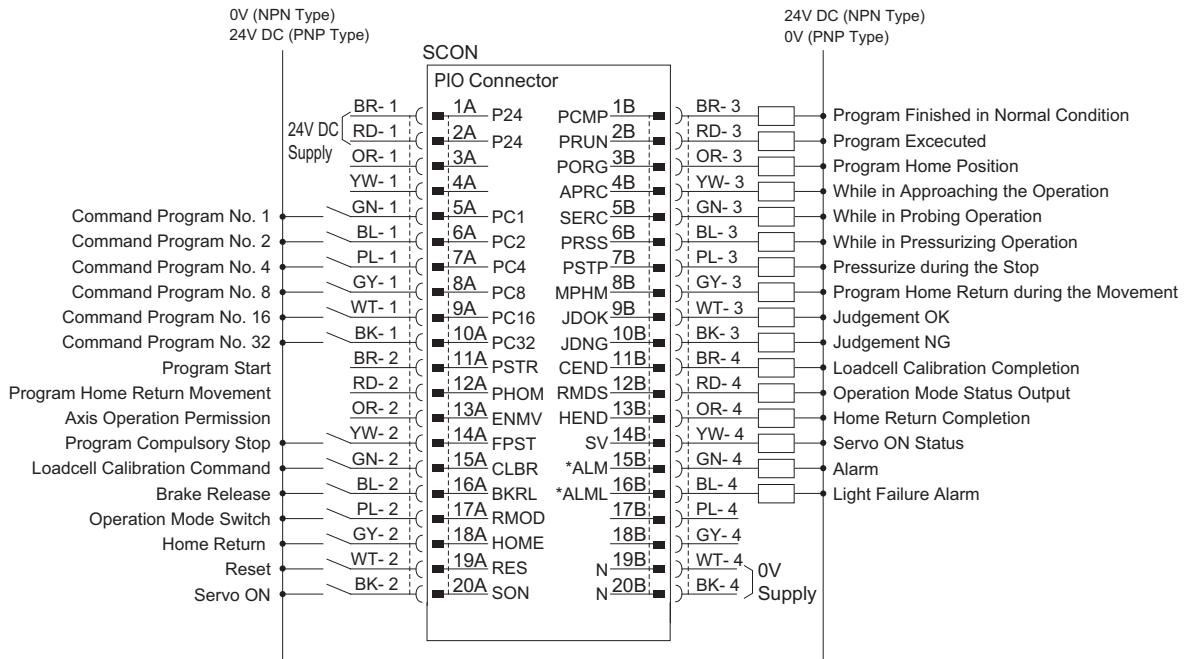 0V (NPN Type)
24V DC (PNP Type)
24V DC (NPN Type)
0V (PNP Type)
SCON
PIO Connector
24V DC
Supply
BR- 1 1A P24 PCMP 1B BR- 3 Program Finished in Normal Condition
RD- 1 2A P24 PRUN 2B RD- 3 Program Excecuted
OR- 1 3A PORG 3B OR- 3 Program Home Position
YW- 1 4A APRC 4B YW- 3 While in Approaching the Operation
Command Program No. 1 GN- 1 5A PC1 SERC 5B GN- 3 While in Probing Operation
Command Program No. 2 BL- 1 6A PC2 PRSS 6B BL- 3 While in Pressurizing Operation
Command Program No. 4 PL- 1 7A PC4 PSTP 7B PL- 3 Pressurize during the Stop
Command Program No. 8 GY- 1 8A PC8 MPHM 8B GY- 3 Program Home Return during the Movement
Command Program No. 16 WT- 1 9A PC16 JDOK 9B WT- 3 Judgement OK
Command Program No. 32 BK- 1 10A PC32 JDNG 10B BK- 3 Judgement NG
Program Start BR- 2 11A PSTR CEND 11B BR- 4 Loadcell Calibration Completion
Program Home Return Movement RD- 2 12A PHOM RMDS 12B RD- 4 Operation Mode Status Output
Axis Operation Permission OR- 2 13A ENMV HEND 13B OR- 4 Home Return Completion
Program Compulsory Stop YW- 2 14A FPST SV 14B YW- 4 Servo ON Status
Loadcell Calibration Command GN- 2 15A CLBR *ALM 15B GN- 4 Alarm
Brake Release BL- 2 16A BKRL *ALML 16B BL- 4 Light Failure Alarm
Operation Mode Switch PL- 2 17A RMOD 17B PL- 4
Home Return GY- 2 18A HOME 18B GY- 4
Reset WT- 2 19A RES N 19B WT- 4
Servo ON BK- 2 20A SON N 20B BK- 4
0V
Supply